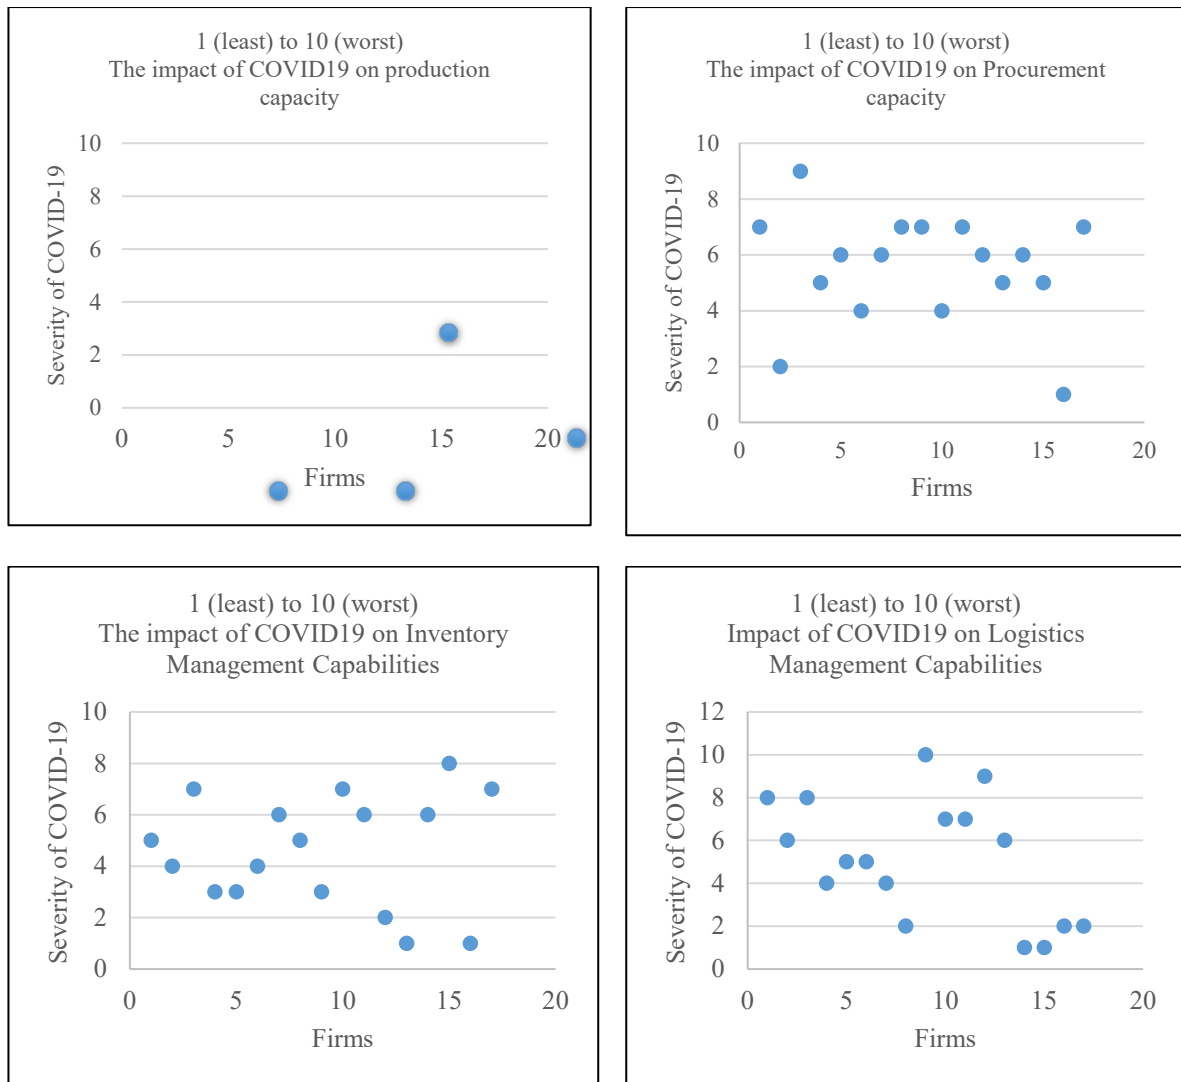 1 (least) to 10 (worst)
The impact of COVID19 on production
capacity
Severity of COVID-19
10
8
6
4
2
0
0 5 10 15 20
Firms
1 (least) to 10 (worst)
The impact of COVID19 on Procurement
capacity
Severity of COVID-19
10
8
6
4
2
0
0 5 10 15 20
Firms
1 (least) to 10 (worst)
The impact of COVID19 on Inventory
Management Capabilities
Severity of COVID-19
10
8
6
4
2
0
0 5 10 15 20
Firms
1 (least) to 10 (worst)
Impact of COVID19 on Logistics
Management Capabilities
Severity of COVID-19
12
10
8
6
4
2
0
0 5 10 15 20
Firms